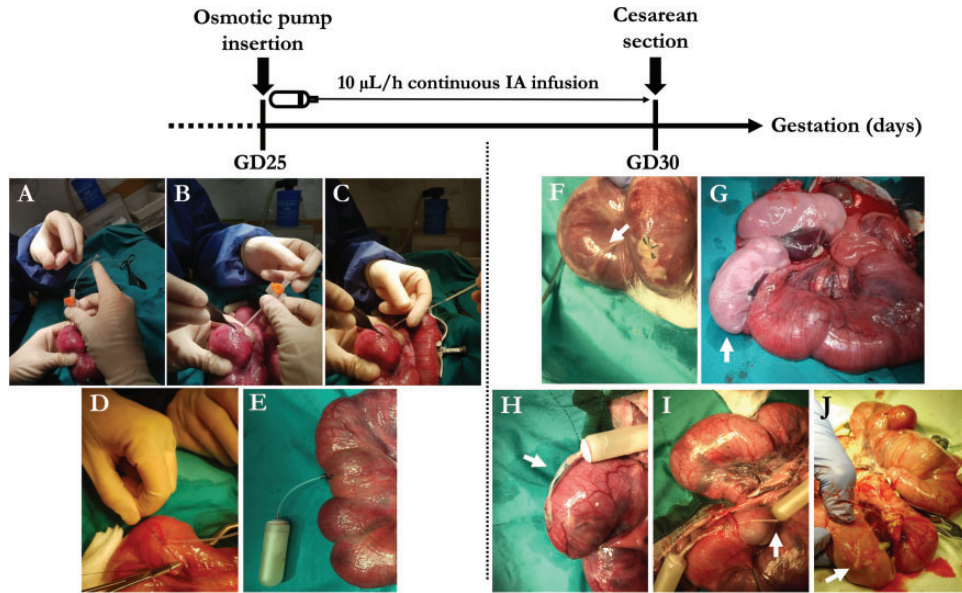 Osmotic pump
insertion
Cesarean
section
10 µL/h continuous IA infusion
Gestation (days)
GD25
GD30
A
B
C
D
E
F
G
H
I
J